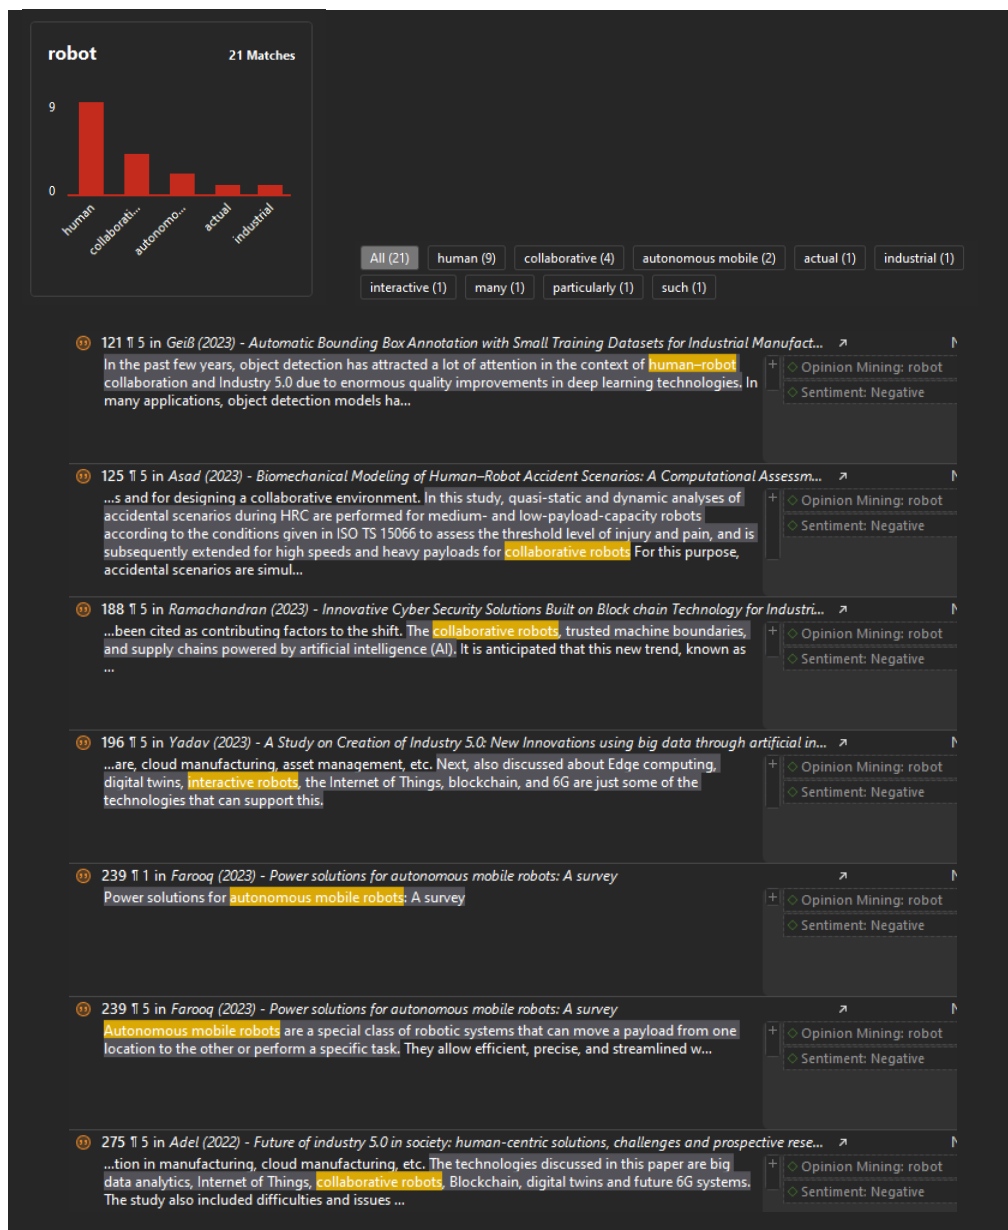 robot 21 Matches
9
0
human
collaborati...
autonomo...
actual
industrial
All (21) human (9) collaborative (4) autonomous mobile (2) actual (1) industrial (1)
interactive (1) many (1) particularly (1) such (1)
121 ¶ 5 in Geiß (2023) - Automatic Bounding Box Annotation with Small Training Datasets for Industrial Manufact...
In the past few years, object detection has attracted a lot of attention in the context of human–robot
collaboration and Industry 5.0 due to enormous quality improvements in deep learning technologies. In
many applications, object detection models ha...
Opinion Mining: robot
Sentiment: Negative
125 ¶ 5 in Asad (2023) - Biomechanical Modeling of Human–Robot Accident Scenarios: A Computational Assessm...
...s and for designing a collaborative environment. In this study, quasi-static and dynamic analyses of
accidental scenarios during HRC are performed for medium- and low-payload-capacity robots
according to the conditions given in ISO TS 15066 to assess the threshold level of injury and pain, and is
subsequently extended for high speeds and heavy payloads for collaborative robots For this purpose,
accidental scenarios are simul...
Opinion Mining: robot
Sentiment: Negative
188 ¶ 5 in Ramachandran (2023) - Innovative Cyber Security Solutions Built on Block chain Technology for Industri...
...been cited as contributing factors to the shift. The collaborative robots, trusted machine boundaries,
and supply chains powered by artificial intelligence (AI). It is anticipated that this new trend, known as
...
Opinion Mining: robot
Sentiment: Negative
196 ¶ 5 in Yadav (2023) - A Study on Creation of Industry 5.0: New Innovations using big data through artificial in...
...are, cloud manufacturing, asset management, etc. Next, also discussed about Edge computing,
digital twins, interactive robots, the Internet of Things, blockchain, and 6G are just some of the
technologies that can support this.
Opinion Mining: robot
Sentiment: Negative
239 ¶ 1 in Farooq (2023) - Power solutions for autonomous mobile robots: A survey
Power solutions for autonomous mobile robots: A survey
Opinion Mining: robot
Sentiment: Negative
239 ¶ 5 in Farooq (2023) - Power solutions for autonomous mobile robots: A survey
Autonomous mobile robots are a special class of robotic systems that can move a payload from one
location to the other or perform a specific task. They allow efficient, precise, and streamlined w...
Opinion Mining: robot
Sentiment: Negative
275 ¶ 5 in Adel (2022) - Future of industry 5.0 in society: human-centric solutions, challenges and prospective rese...
...tion in manufacturing, cloud manufacturing, etc. The technologies discussed in this paper are big
data analytics, Internet of Things, collaborative robots, Blockchain, digital twins and future 6G systems.
The study also included difficulties and issues ...
Opinion Mining: robot
Sentiment: Negative